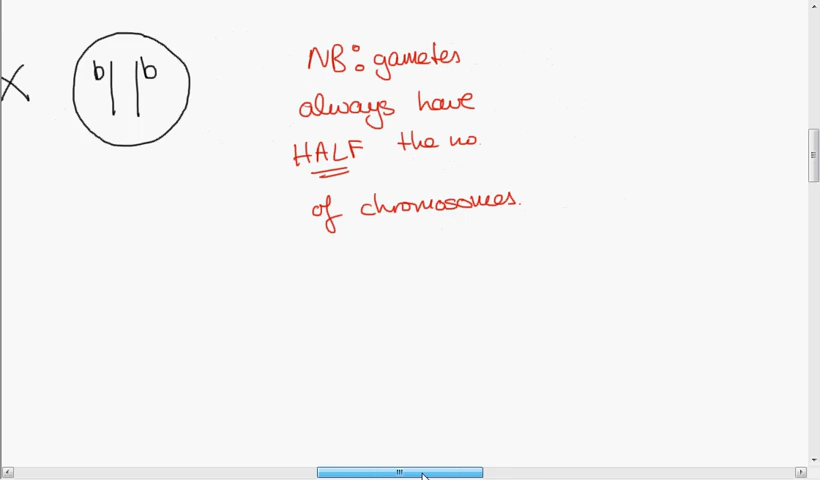 X
b b
NB: gametes
always have
HALF the no.
of chromosomes.